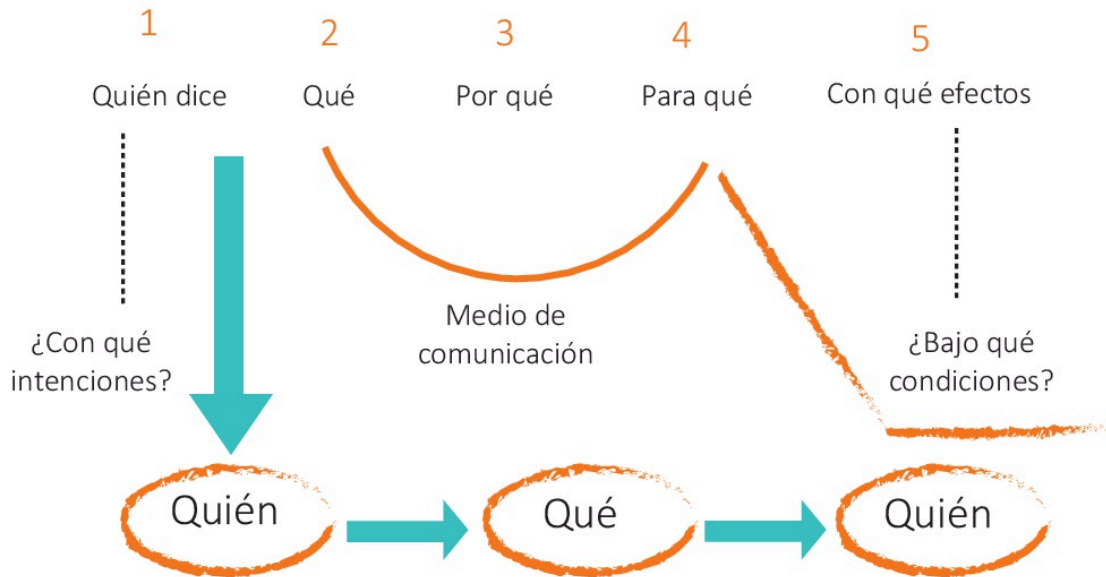 1 2 3 4 5
Quién dice Qué Por qué Para qué Con qué efectos
¿Con qué
intenciones?
Medio de
comunicación
¿Bajo qué
condiciones?
Quién Qué Quién